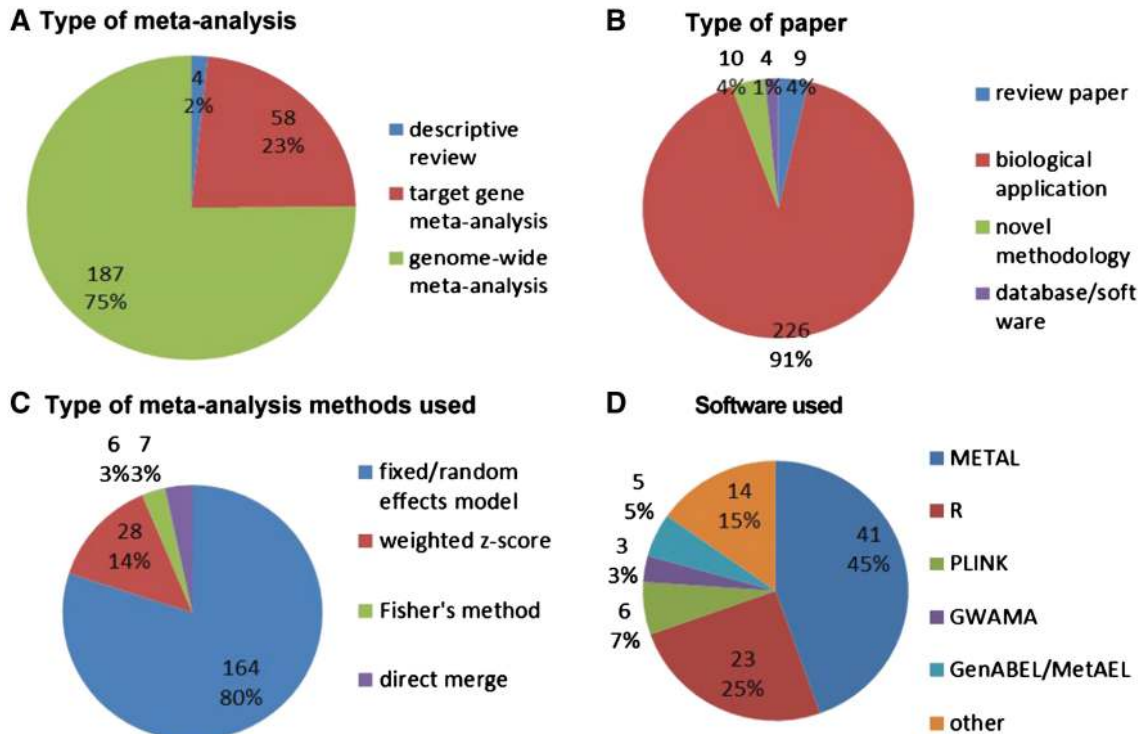 A Type of meta-analysis
4
2%
58
23%
187
75%
descriptive
review
target gene
meta-analysis
genome-wide
meta-analysis
B Type of paper
10 4 9
4% 1% 4%
226
91%
review paper
biological
application
novel
methodology
database/soft
ware
C Type of meta-analysis methods used
6 7
3% 3%
28
14%
164
80%
fixed/random
effects model
weighted z-score
Fisher's method
direct merge
D Software used
5
5%
14
15%
41
45%
3
3%
6
7%
23
25%
METAL
R
PLINK
GWAMA
GenABEL/MetAEL
other